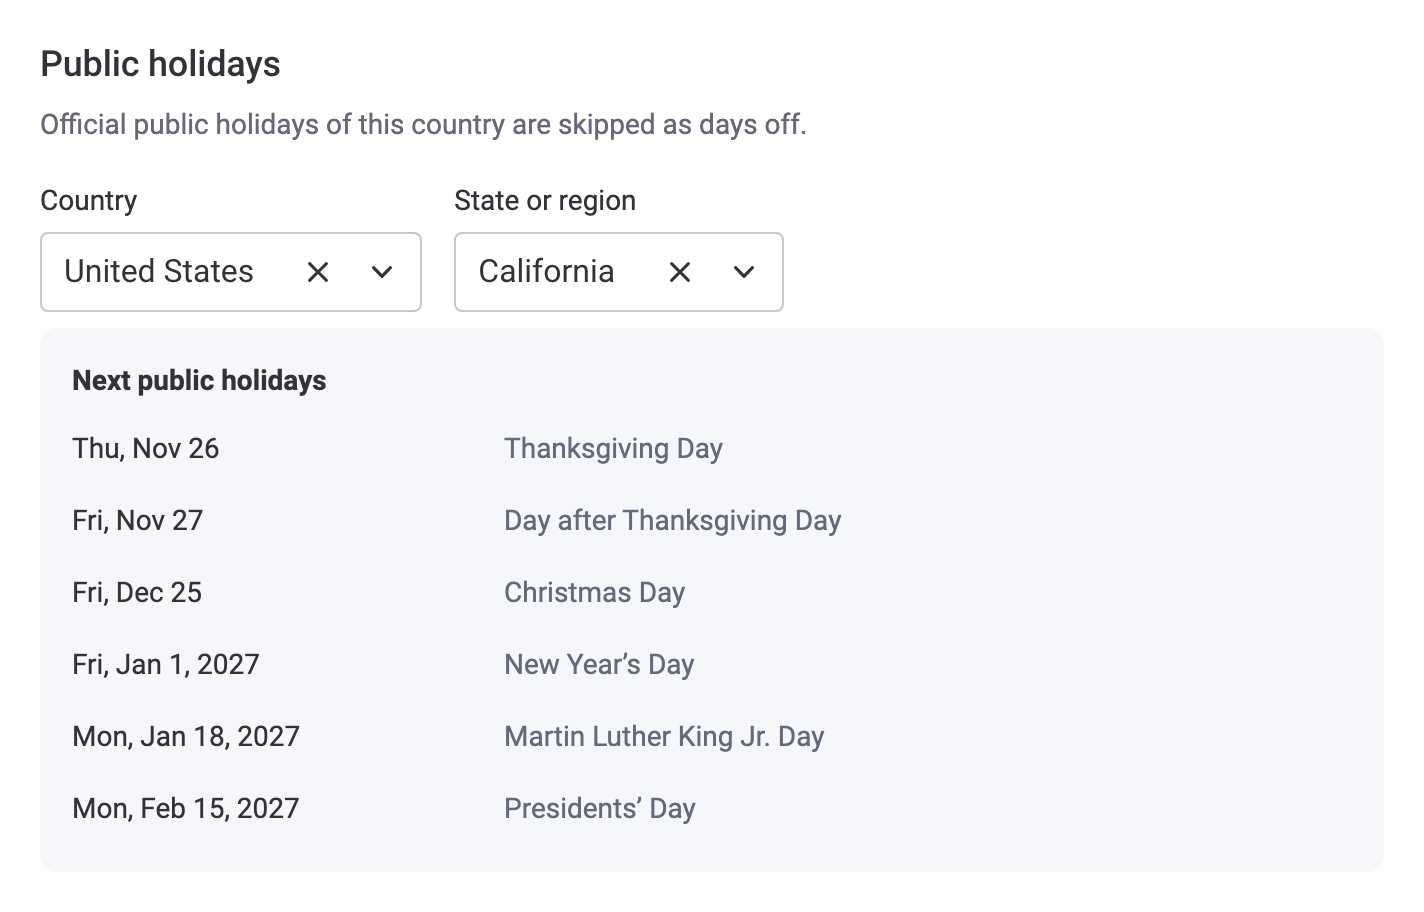 Public holidays
Official public holidays of this country are skipped as days off.
Country
State or region
United States
California
Next public holidays
Thu, Nov 26
Thanksgiving Day
Fri, Nov 27
Day after Thanksgiving Day
Fri, Dec 25
Christmas Day
Fri, Jan 1, 2027
New Year’s Day
Mon, Jan 18, 2027
Martin Luther King Jr. Day
Mon, Feb 15, 2027
Presidents’ Day